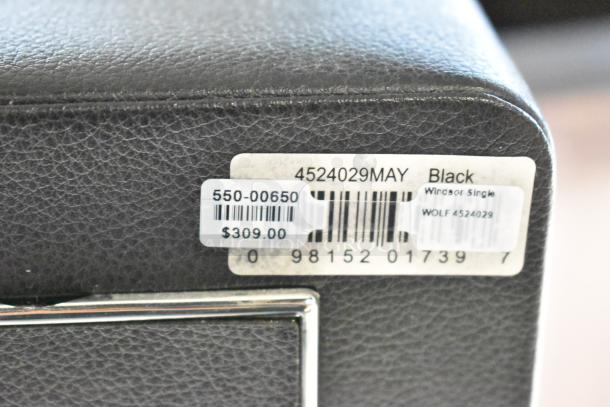 4524029MAY Black
550-00650
$309.00
Windsor Single
WOLF 4524029
0 98152 01739 7